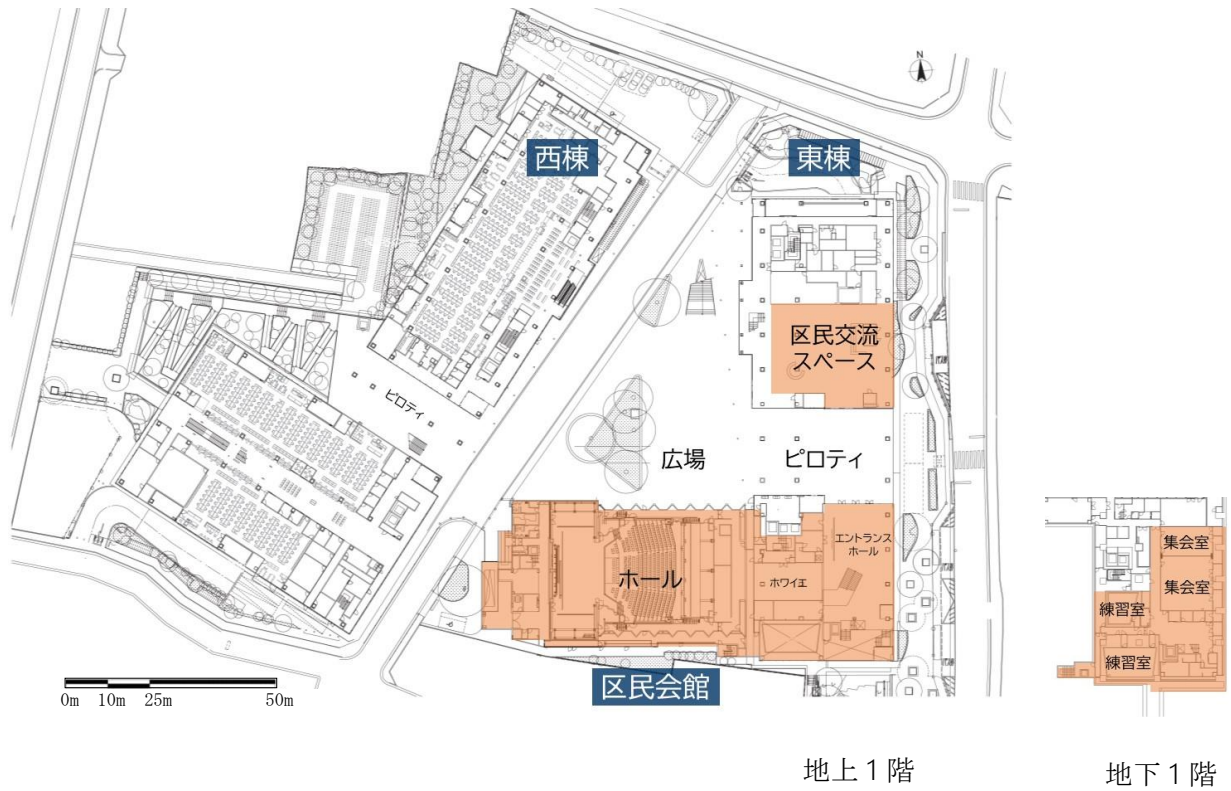 N
西棟
東棟
区民交流
スペース
ピロティ
広場
ピロティ
エントランス
ホール
ホール
ホワイエ
集会室
集会室
練習室
練習室
区民会館
0m 10m 25m 50m
地上1階
地下1階